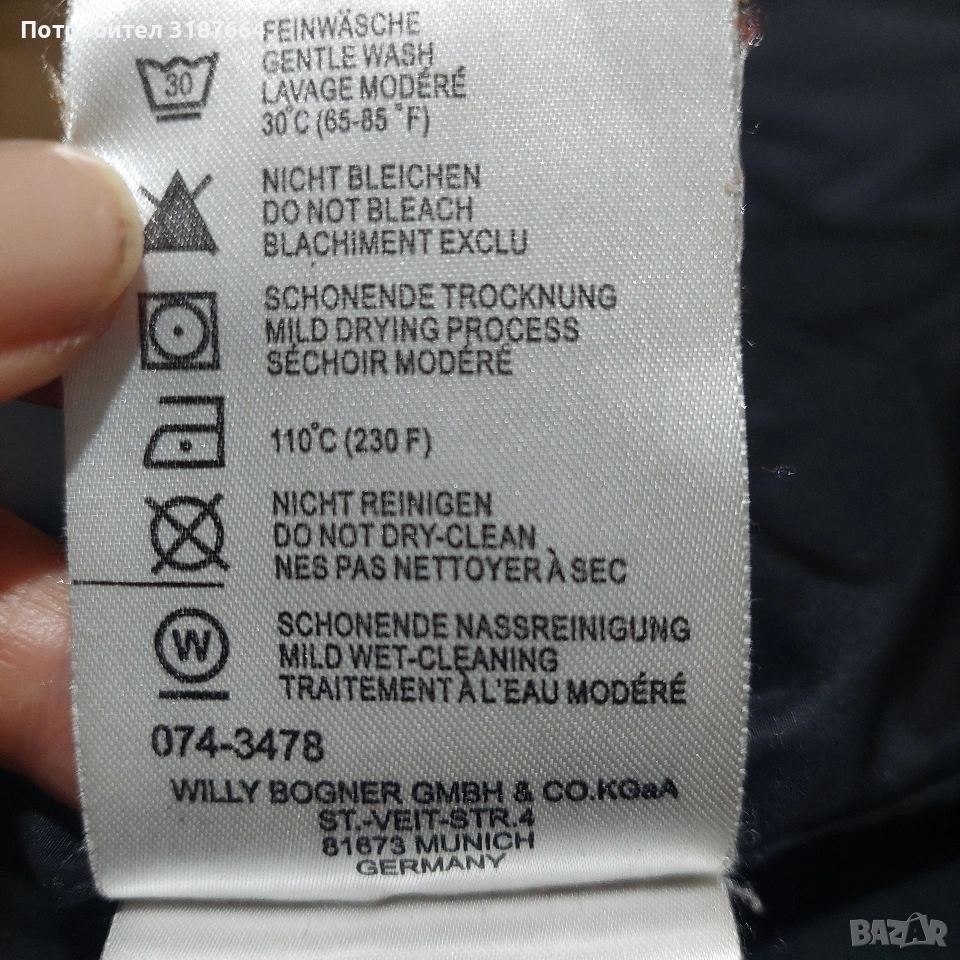 Потребител 3187664
FEINWÄSCHE
GENTLE WASH
LAVAGE MODÉRÉ
30 30°C (65-85 °F)
NICHT BLEICHEN
DO NOT BLEACH
BLACHIMENT EXCLU
SCHONENDE TROCKNUNG
MILD DRYING PROCESS
SÉCHOIR MODÉRÉ
110°C (230 F)
NICHT REINIGEN
DO NOT DRY-CLEAN
NES PAS NETTOYER À SEC
W
SCHONENDE NASSREINIGUNG
MILD WET-CLEANING
TRAITEMENT À L'EAU MODÉRÉ
074-3478
WILLY BOGNER GMBH & CO.KGaA
ST.-VEIT-STR.4
81673 MUNICH
GERMANY
BAZAR